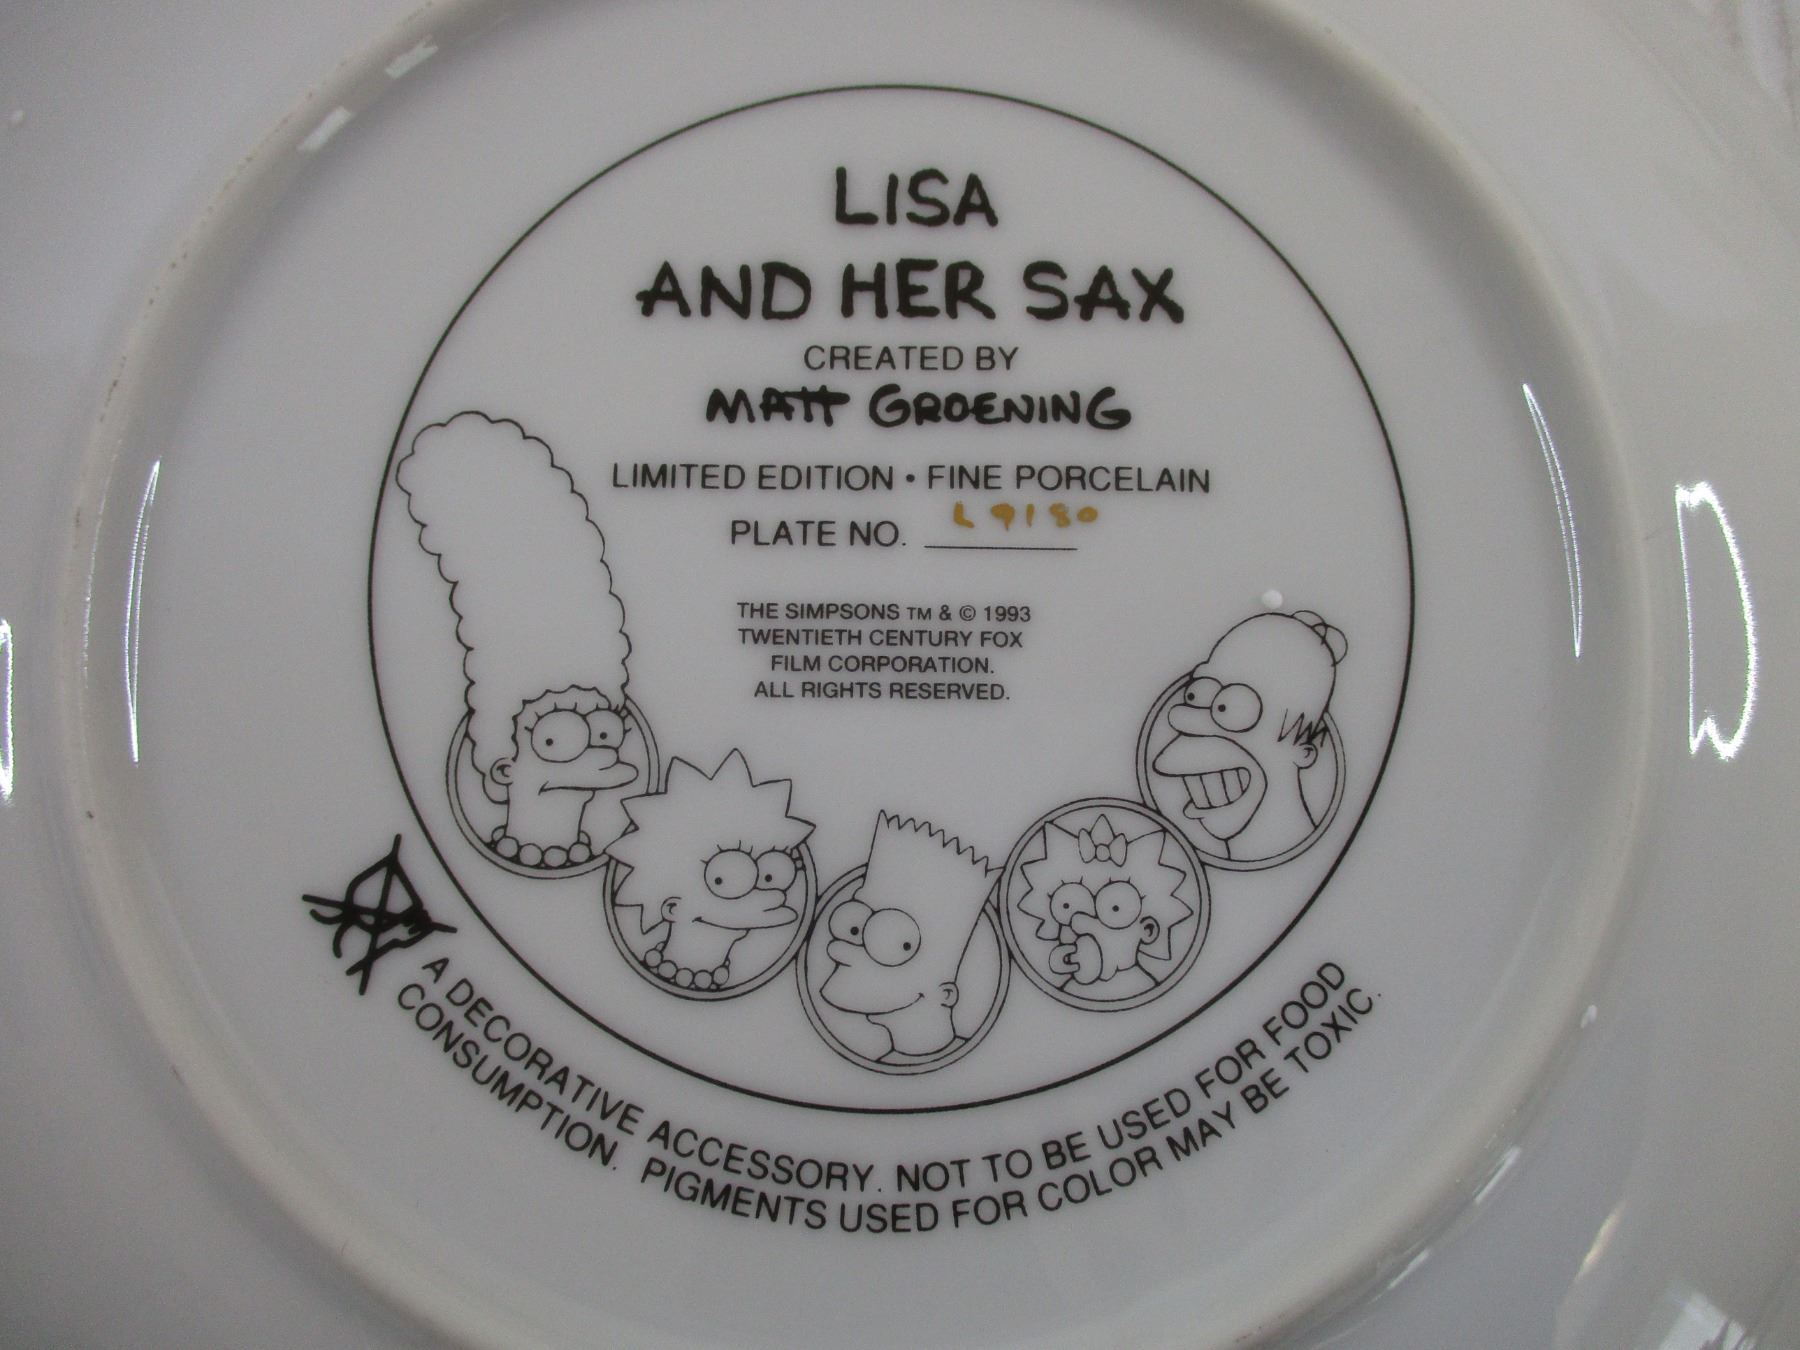 LISA
AND HER SAX
CREATED BY
MATT GROENING
LIMITED EDITION • FINE PORCELAIN
PLATE NO. L9180
THE SIMPSONS TM & © 1993
TWENTIETH CENTURY FOX
FILM CORPORATION.
ALL RIGHTS RESERVED.
A DECORATIVE ACCESSORY. NOT TO BE USED FOR FOOD
CONSUMPTION. PIGMENTS USED FOR COLOR MAY BE TOXIC.